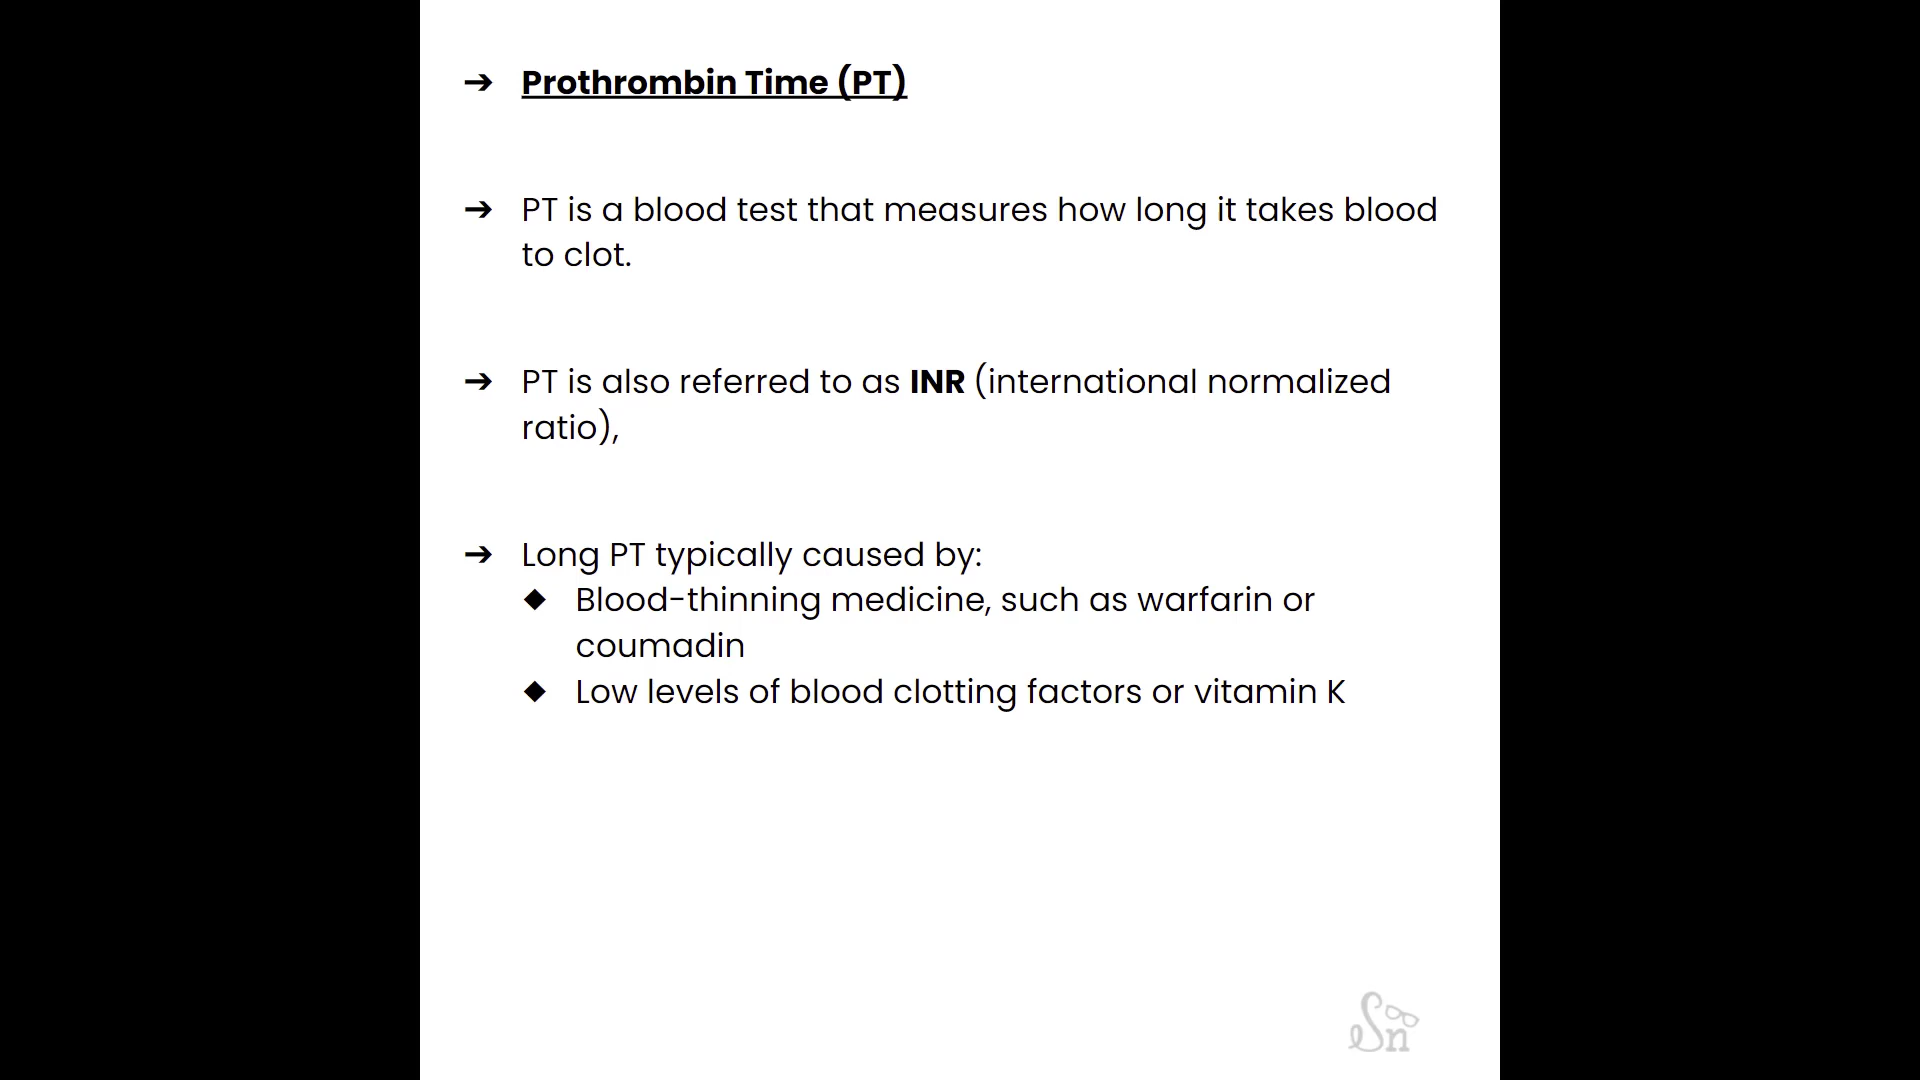 ➔ Prothrombin Time (PT)
➔ PT is a blood test that measures how long it takes blood
to clot.
➔ PT is also referred to as INR (international normalized
ratio),
➔ Long PT typically caused by:
◆ Blood-thinning medicine, such as warfarin or
coumadin
◆ Low levels of blood clotting factors or vitamin K
Sn